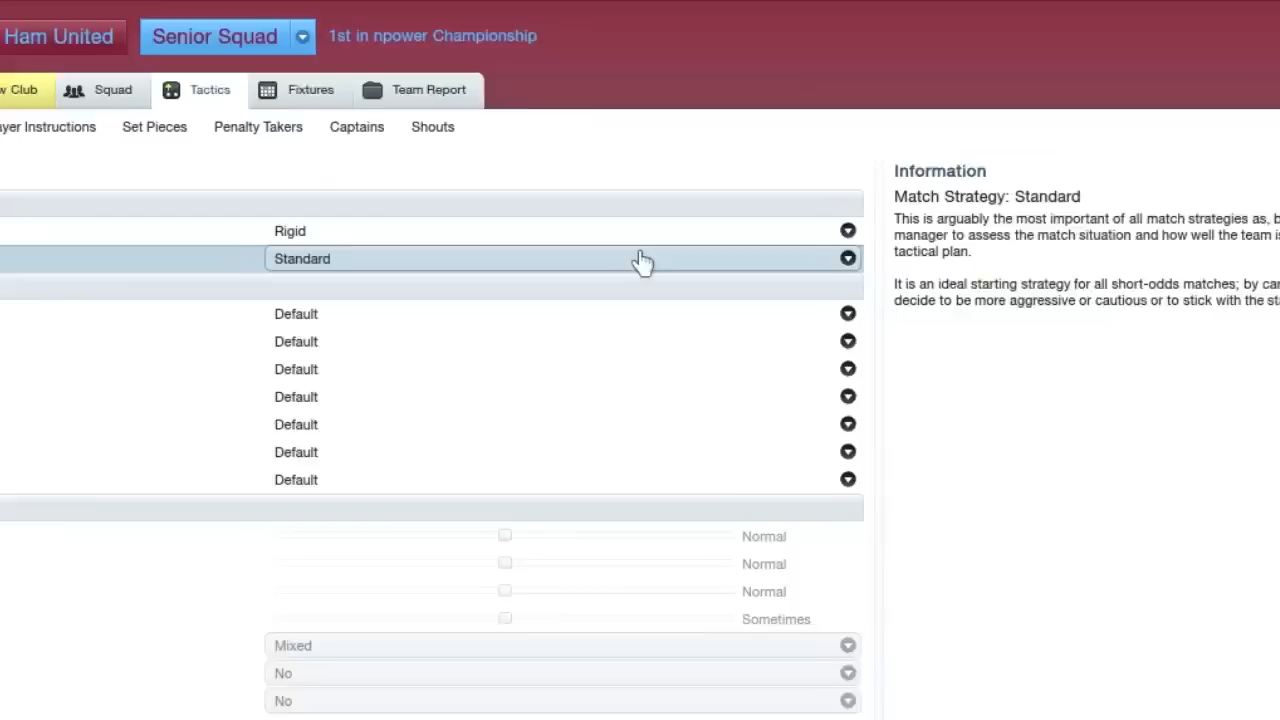 Ham United
Senior Squad
1st in npower Championship
w Club
Squad
Tactics
Fixtures
Team Report
ayer Instructions
Set Pieces
Penalty Takers
Captains
Shouts
Rigid
Standard
Default
Default
Default
Default
Default
Default
Default
Normal
Normal
Normal
Sometimes
Mixed
No
No
Information
Match Strategy: Standard
This is arguably the most important of all match strategies as, b
manager to assess the match situation and how well the team is
tactical plan.
It is an ideal starting strategy for all short-odds matches; by car
decide to be more aggressive or cautious or to stick with the sta